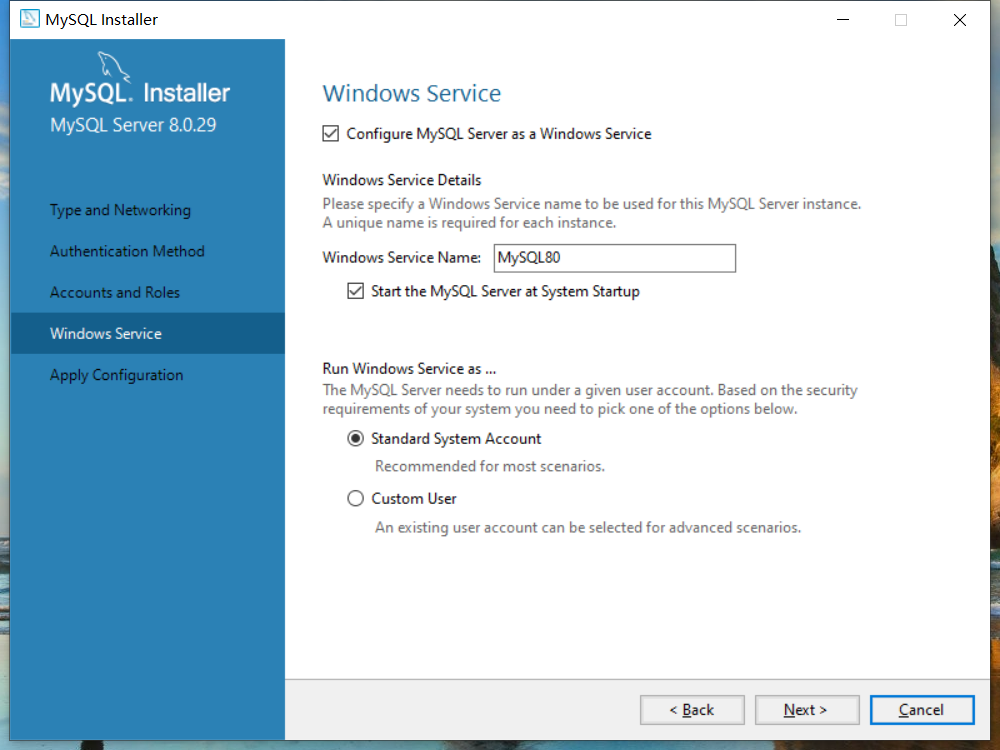 MySQL Installer
MySQL. Installer
MySQL Server 8.0.29
Type and Networking
Authentication Method
Accounts and Roles
Windows Service
Apply Configuration
Windows Service
Configure MySQL Server as a Windows Service
Windows Service Details
Please specify a Windows Service name to be used for this MySQL Server instance.
A unique name is required for each instance.
Windows Service Name: MySQL80
Start the MySQL Server at System Startup
Run Windows Service as ...
The MySQL Server needs to run under a given user account. Based on the security
requirements of your system you need to pick one of the options below.
Standard System Account
Recommended for most scenarios.
Custom User
An existing user account can be selected for advanced scenarios.
< Back Next > Cancel